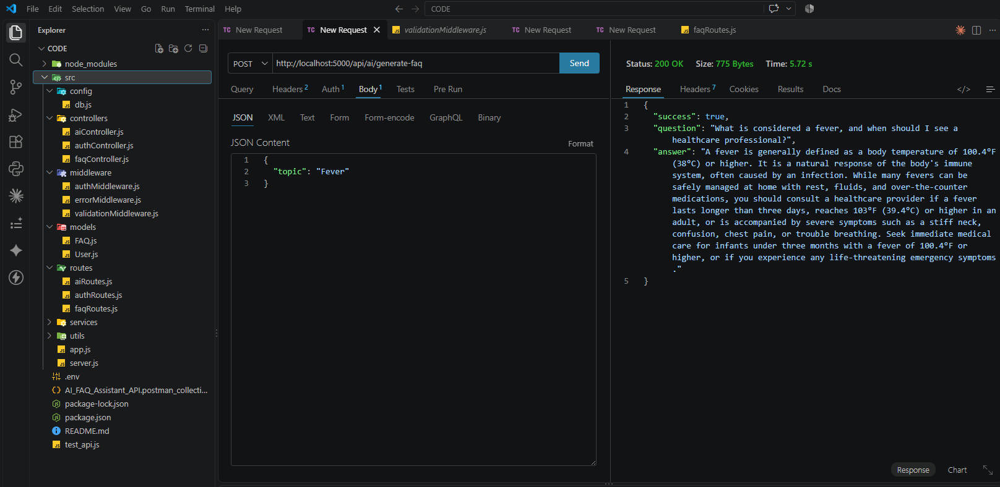 File Edit Selection View Go Run Terminal Help
CODE
Explorer
CODE
node_modules
src
config
db.js
controllers
aiController.js
authController.js
faqController.js
middleware
authMiddleware.js
errorMiddleware.js
validationMiddleware.js
models
FAQ.js
User.js
routes
aiRoutes.js
authRoutes.js
faqRoutes.js
services
utils
app.js
server.js
.env
AI_FAQ_Assistant_API.postman_collecti...
package-lock.json
package.json
README.md
test_api.js
TC New Request TC New Request JS validationMiddleware.js TC New Request TC New Request JS faqRoutes.js
POST http://localhost:5000/api/ai/generate-faq Send
Query Headers 2 Auth 1 Body 1 Tests Pre Run
JSON XML Text Form Form-encode GraphQL Binary
JSON Content Format
1 {
2 "topic": "Fever"
3 }
Status: 200 OK Size: 775 Bytes Time: 5.72 s
Response Headers 7 Cookies Results Docs </>
1 {
2 "success": true,
3 "question": "What is considered a fever, and when should I see a
healthcare professional?",
4 "answer": "A fever is generally defined as a body temperature of 100.4°F
(38°C) or higher. It is a natural response of the body's immune
system, often caused by an infection. While many fevers can be
safely managed at home with rest, fluids, and over-the-counter
medications, you should consult a healthcare provider if a fever
lasts longer than three days, reaches 103°F (39.4°C) or higher in an
adult, or is accompanied by severe symptoms such as a stiff neck,
confusion, chest pain, or trouble breathing. Seek immediate medical
care for infants under three months with a fever of 100.4°F or
higher, or if you experience any life-threatening emergency symptoms
."
5 }
Response Chart